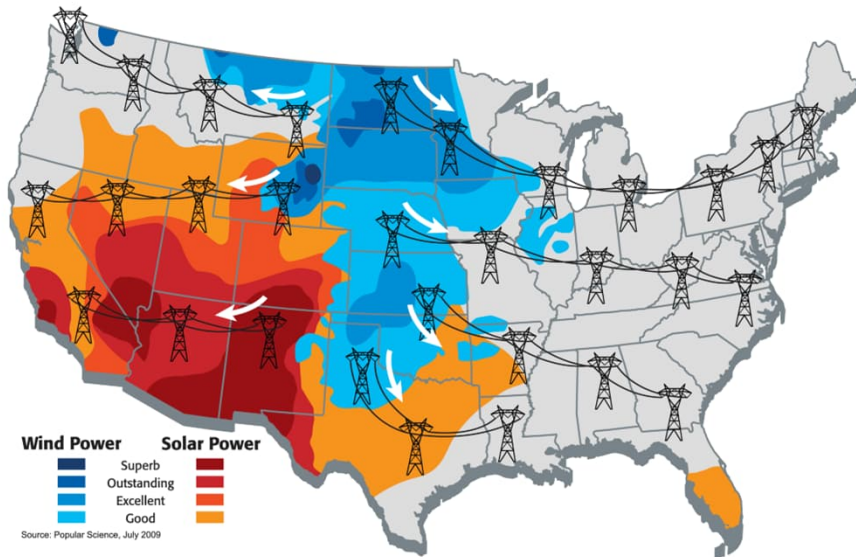 Wind Power Solar Power
Superb
Outstanding
Excellent
Good
Source: Popular Science, July 2009